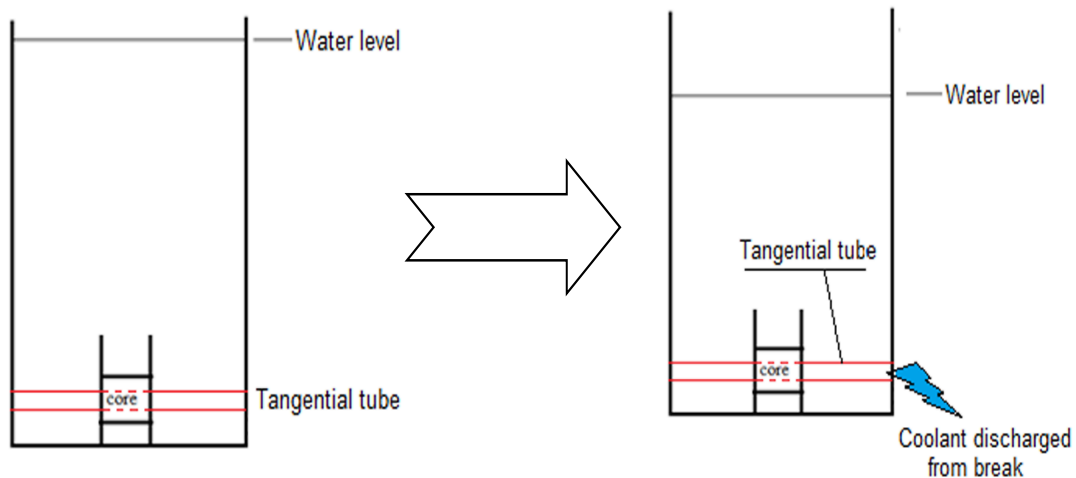 Water level
core
Tangential tube
Water level
Tangential tube
core
Coolant discharged
from break